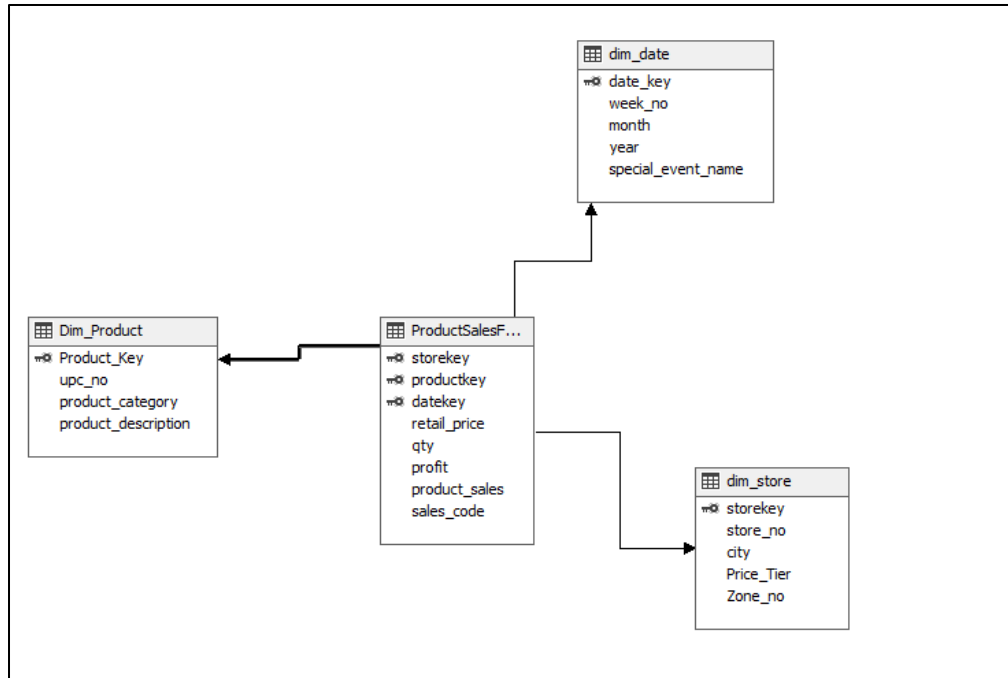 dim_date
date_key
week_no
month
year
special_event_name
Dim_Product
Product_Key
upc_no
product_category
product_description
ProductSalesF...
storekey
productkey
datekey
retail_price
qty
profit
product_sales
sales_code
dim_store
storekey
store_no
city
Price_Tier
Zone_no